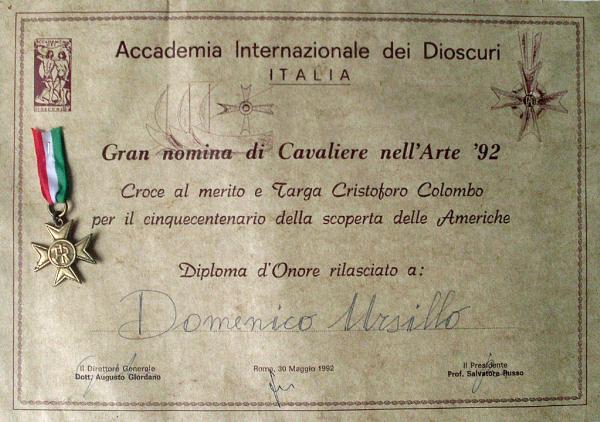 Accademia Internazionale dei Dioscuri
ITALIA
Gran nomina di Cavaliere nell'Arte '92
Croce al merito e Targa Cristoforo Colombo
per il cinquecentenario della scoperta delle Americhe
Diploma d'Onore rilasciato a:
Domenico Ursillo
Il Direttore Generale
Dott. Augusto Giordano
Roma, 30 Maggio 1992
Il Presidente
Prof. Salvatore Russo